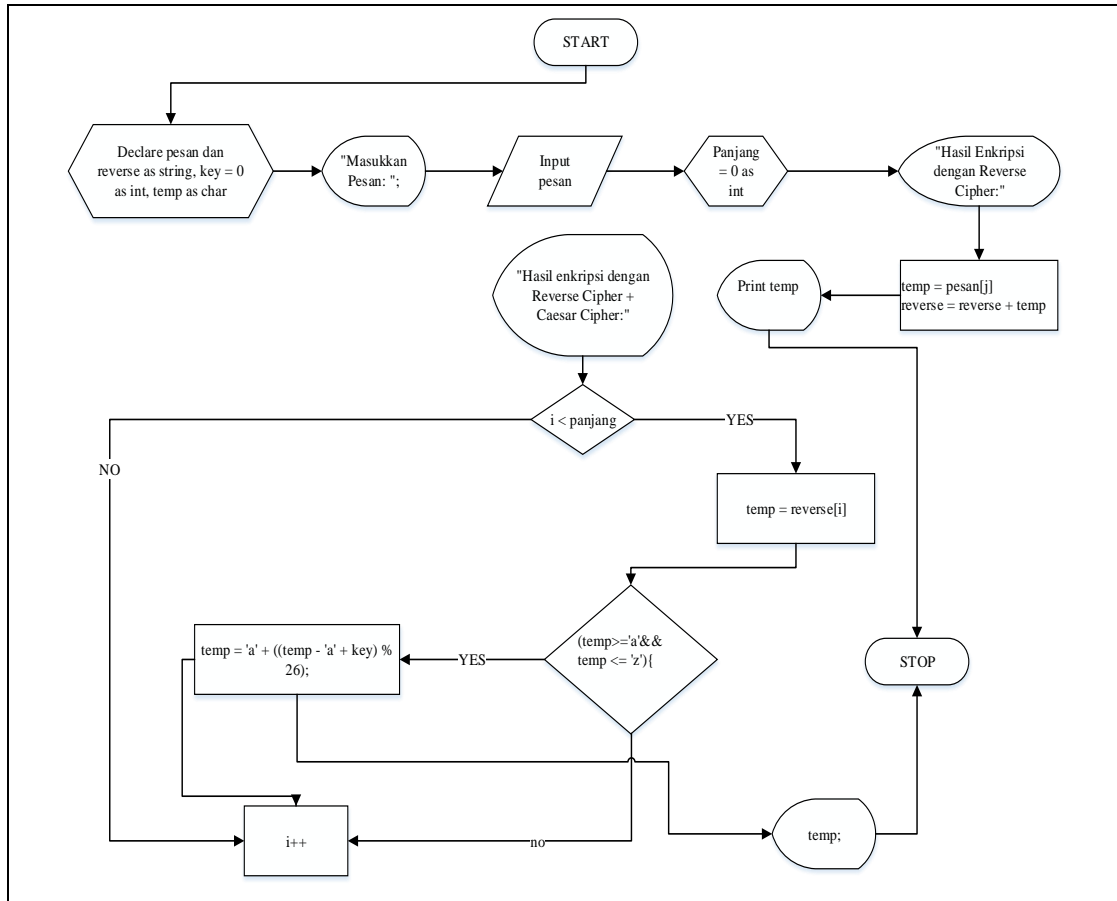 START
Declare pesan dan
reverse as string, key = 0
as int, temp as char
"Masukkan
Pesan: ";
Input
pesan
Panjang
= 0 as
int
"Hasil Enkripsi
dengan Reverse
Cipher:"
"Hasil enkripsi dengan
Reverse Cipher +
Caesar Cipher:"
Print temp
temp = pesan[j]
reverse = reverse + temp
i < panjang
YES
NO
temp = reverse[i]
(temp>='a'&&
temp <= 'z'){
YES
temp = 'a' + ((temp - 'a' + key) %
26);
STOP
i++
no
temp;